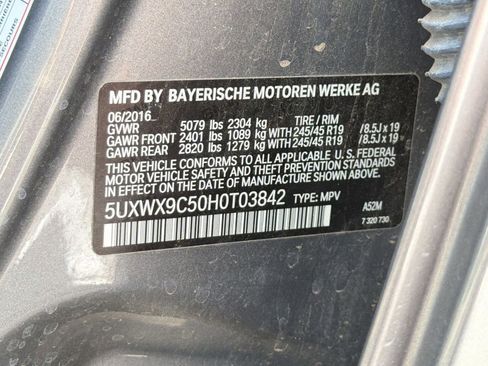 SECOURS
MFD BY BAYERISCHE MOTOREN WERKE AG
06/2016 TIRE / RIM
GVWR 5079 lbs 2304 kg
GAWR FRONT 2401 lbs 1089 kg WITH 245/45 R19 /8.5J x 19
GAWR REAR 2820 lbs 1279 kg WITH 245/45 R19 /8.5J x 19
THIS VEHICLE CONFORMS TO ALL APPLICABLE U.S. FEDERAL
MOTOR VEHICLE SAFETY AND THEFT PREVENTION
STANDARDS IN EFFECT ON THE DATE OF MANUFACTURE
SHOWN ABOVE.
5UXWX9C50H0T03842 TYPE: MPV A52M
7 320 730